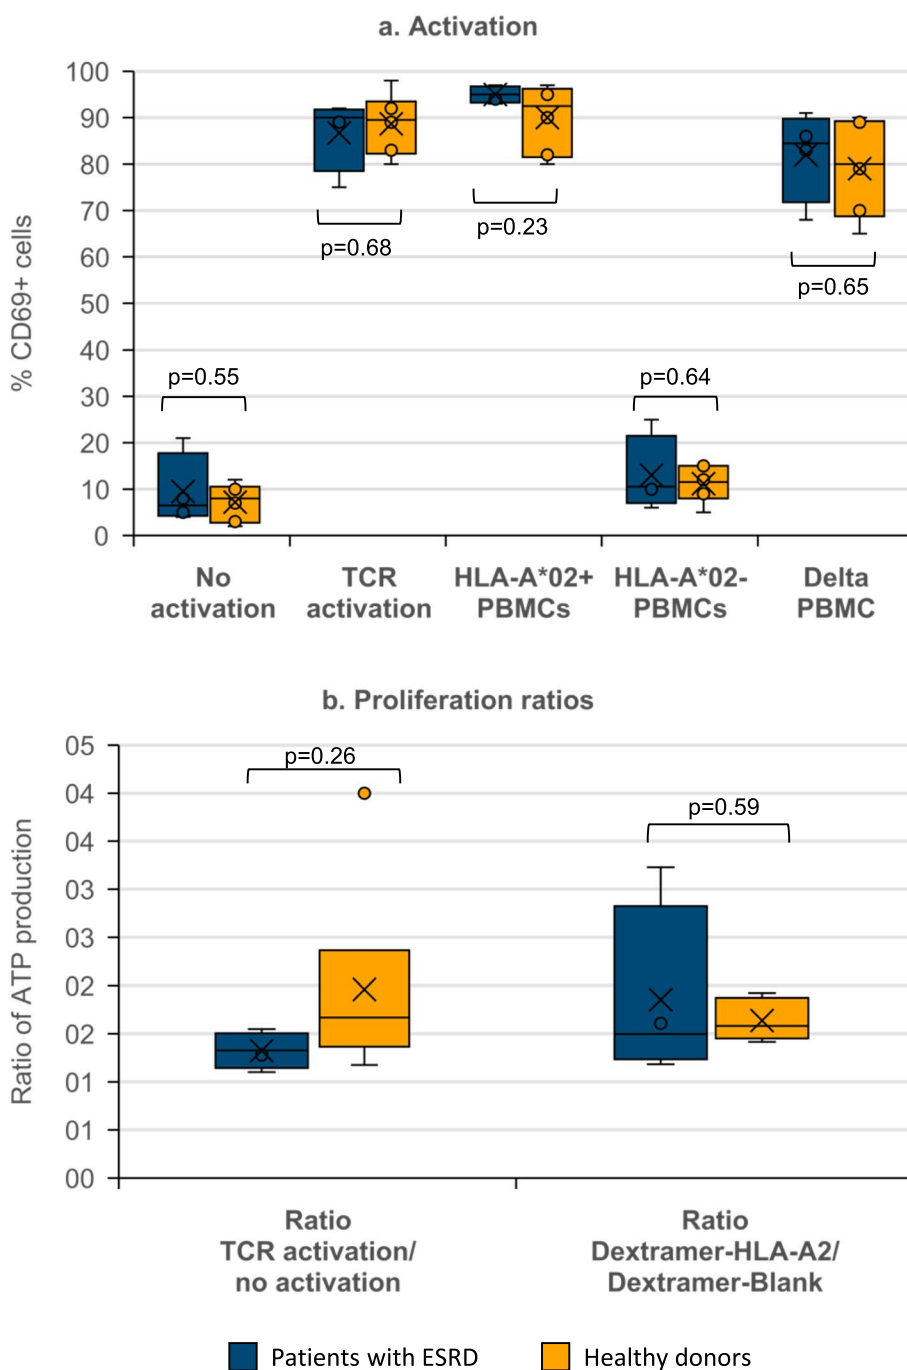 a. Activation
% CD69+ cells
100
90
80
70
60
50
40
30
20
10
0
p=0.55
p=0.68
p=0.23
p=0.64
p=0.65
No
activation
TCR
activation
HLA-A*02+
PBMCs
HLA-A*02-
PBMCs
Delta
PBMC
b. Proliferation ratios
Ratio of ATP production
05
04
04
03
03
02
02
01
01
00
p=0.26
p=0.59
Ratio
TCR activation/
no activation
Ratio
Dextramer-HLA-A2/
Dextramer-Blank
Patients with ESRD
Healthy donors